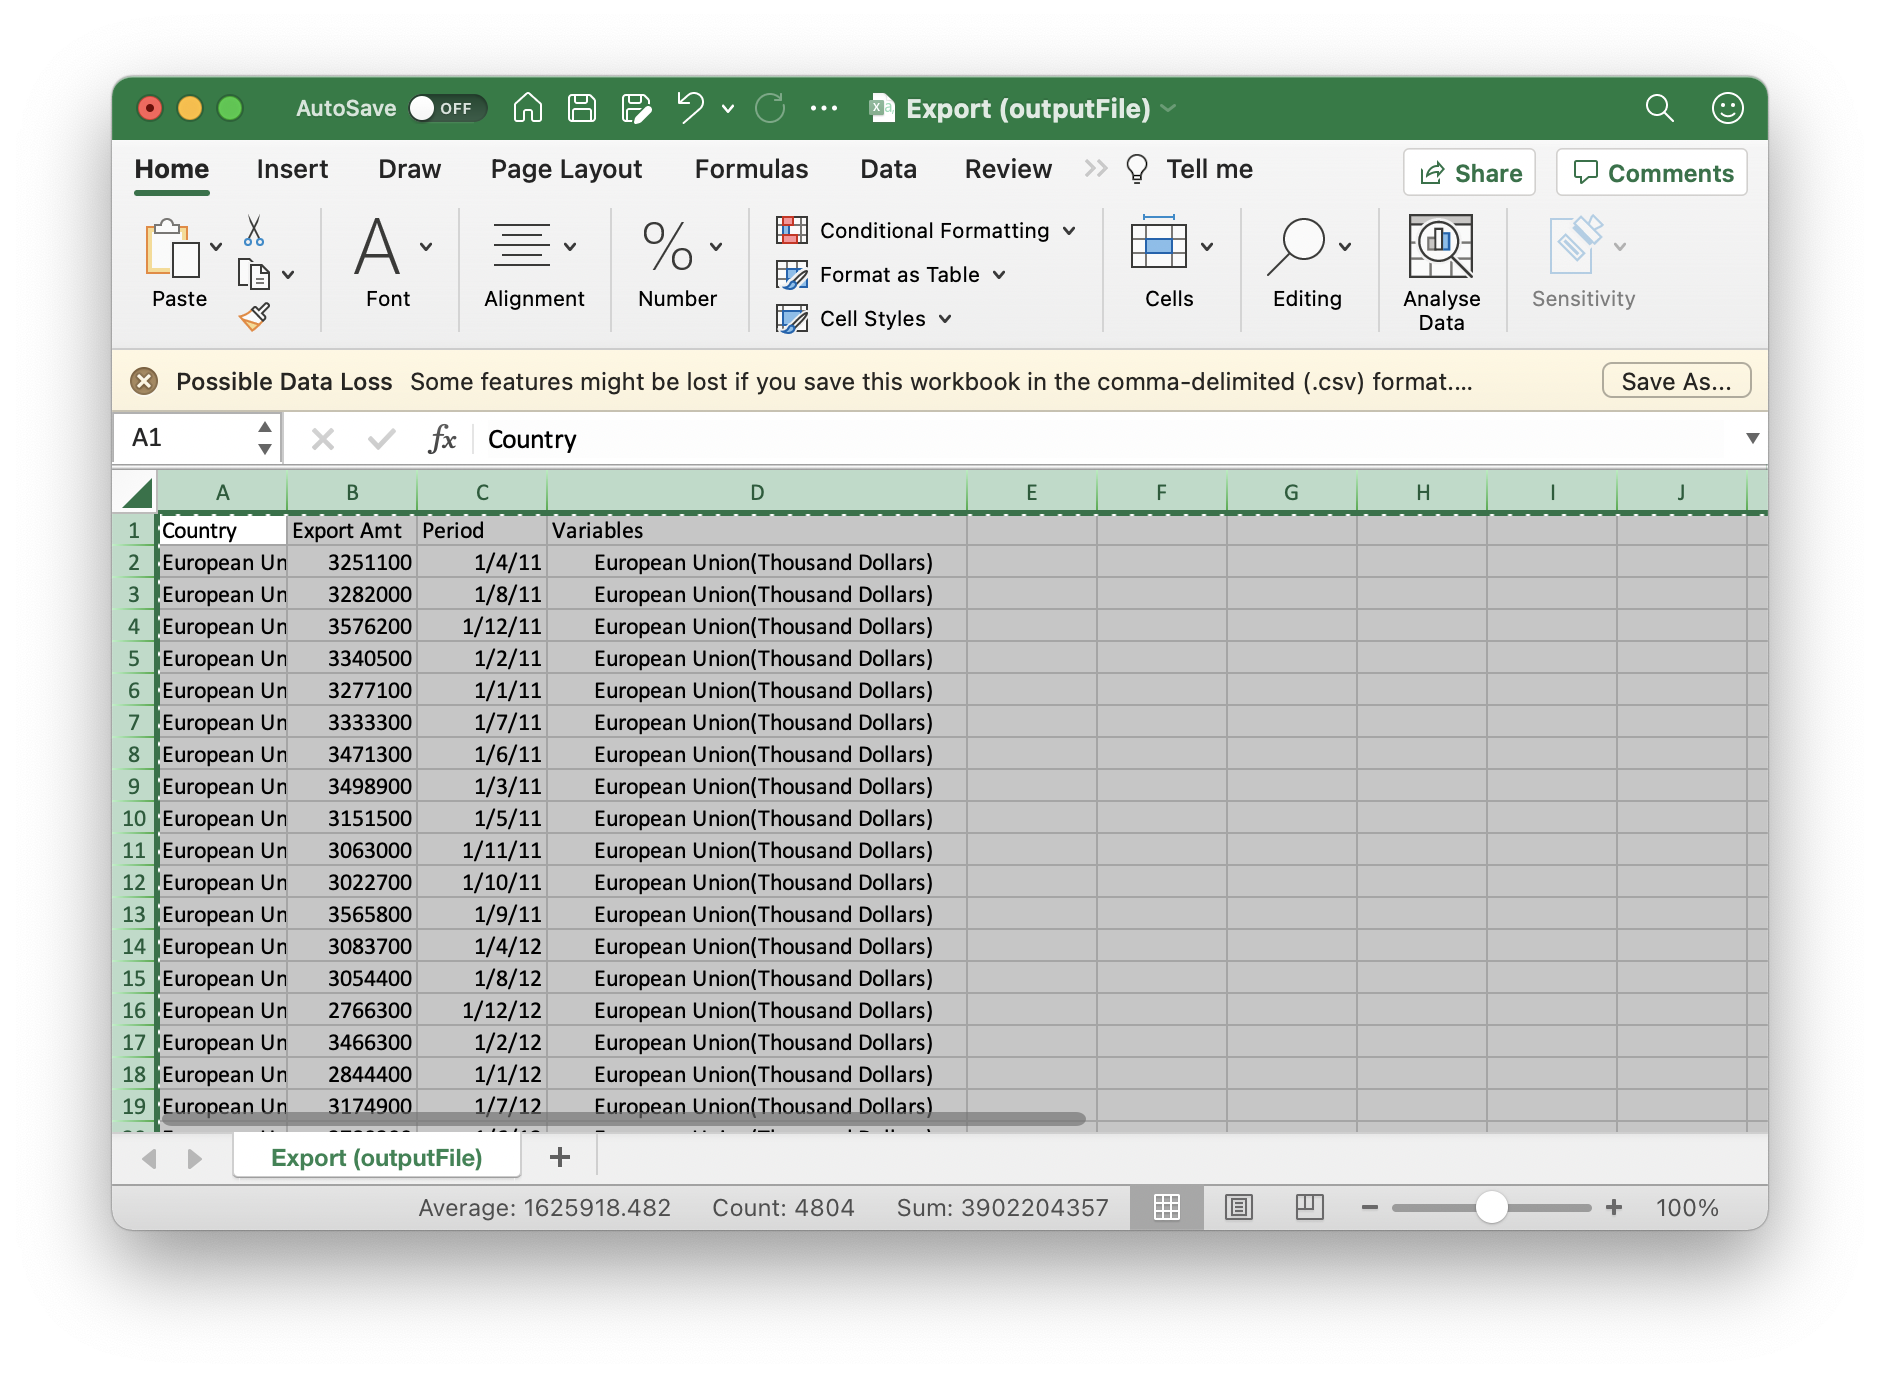 AutoSave OFF Export (outputFile)
Home Insert Draw Page Layout Formulas Data Review Tell me Share Comments
Paste Font Alignment Number Conditional Formatting Format as Table Cell Styles Cells Editing Analyse Data Sensitivity
Possible Data Loss Some features might be lost if you save this workbook in the comma-delimited (.csv) format.... Save As...
A1 fx Country
A B C D E F G H I J
1 Country Export Amt Period Variables
2 European Un 3251100 1/4/11 European Union(Thousand Dollars)
3 European Un 3282000 1/8/11 European Union(Thousand Dollars)
4 European Un 3576200 1/12/11 European Union(Thousand Dollars)
5 European Un 3340500 1/2/11 European Union(Thousand Dollars)
6 European Un 3277100 1/1/11 European Union(Thousand Dollars)
7 European Un 3333300 1/7/11 European Union(Thousand Dollars)
8 European Un 3471300 1/6/11 European Union(Thousand Dollars)
9 European Un 3498900 1/3/11 European Union(Thousand Dollars)
10 European Un 3151500 1/5/11 European Union(Thousand Dollars)
11 European Un 3063000 1/11/11 European Union(Thousand Dollars)
12 European Un 3022700 1/10/11 European Union(Thousand Dollars)
13 European Un 3565800 1/9/11 European Union(Thousand Dollars)
14 European Un 3083700 1/4/12 European Union(Thousand Dollars)
15 European Un 3054400 1/8/12 European Union(Thousand Dollars)
16 European Un 2766300 1/12/12 European Union(Thousand Dollars)
17 European Un 3466300 1/2/12 European Union(Thousand Dollars)
18 European Un 2844400 1/1/12 European Union(Thousand Dollars)
19 European Un 3174900 1/7/12 European Union(Thousand Dollars)
Export (outputFile) +
Average: 1625918.482 Count: 4804 Sum: 3902204357 100%